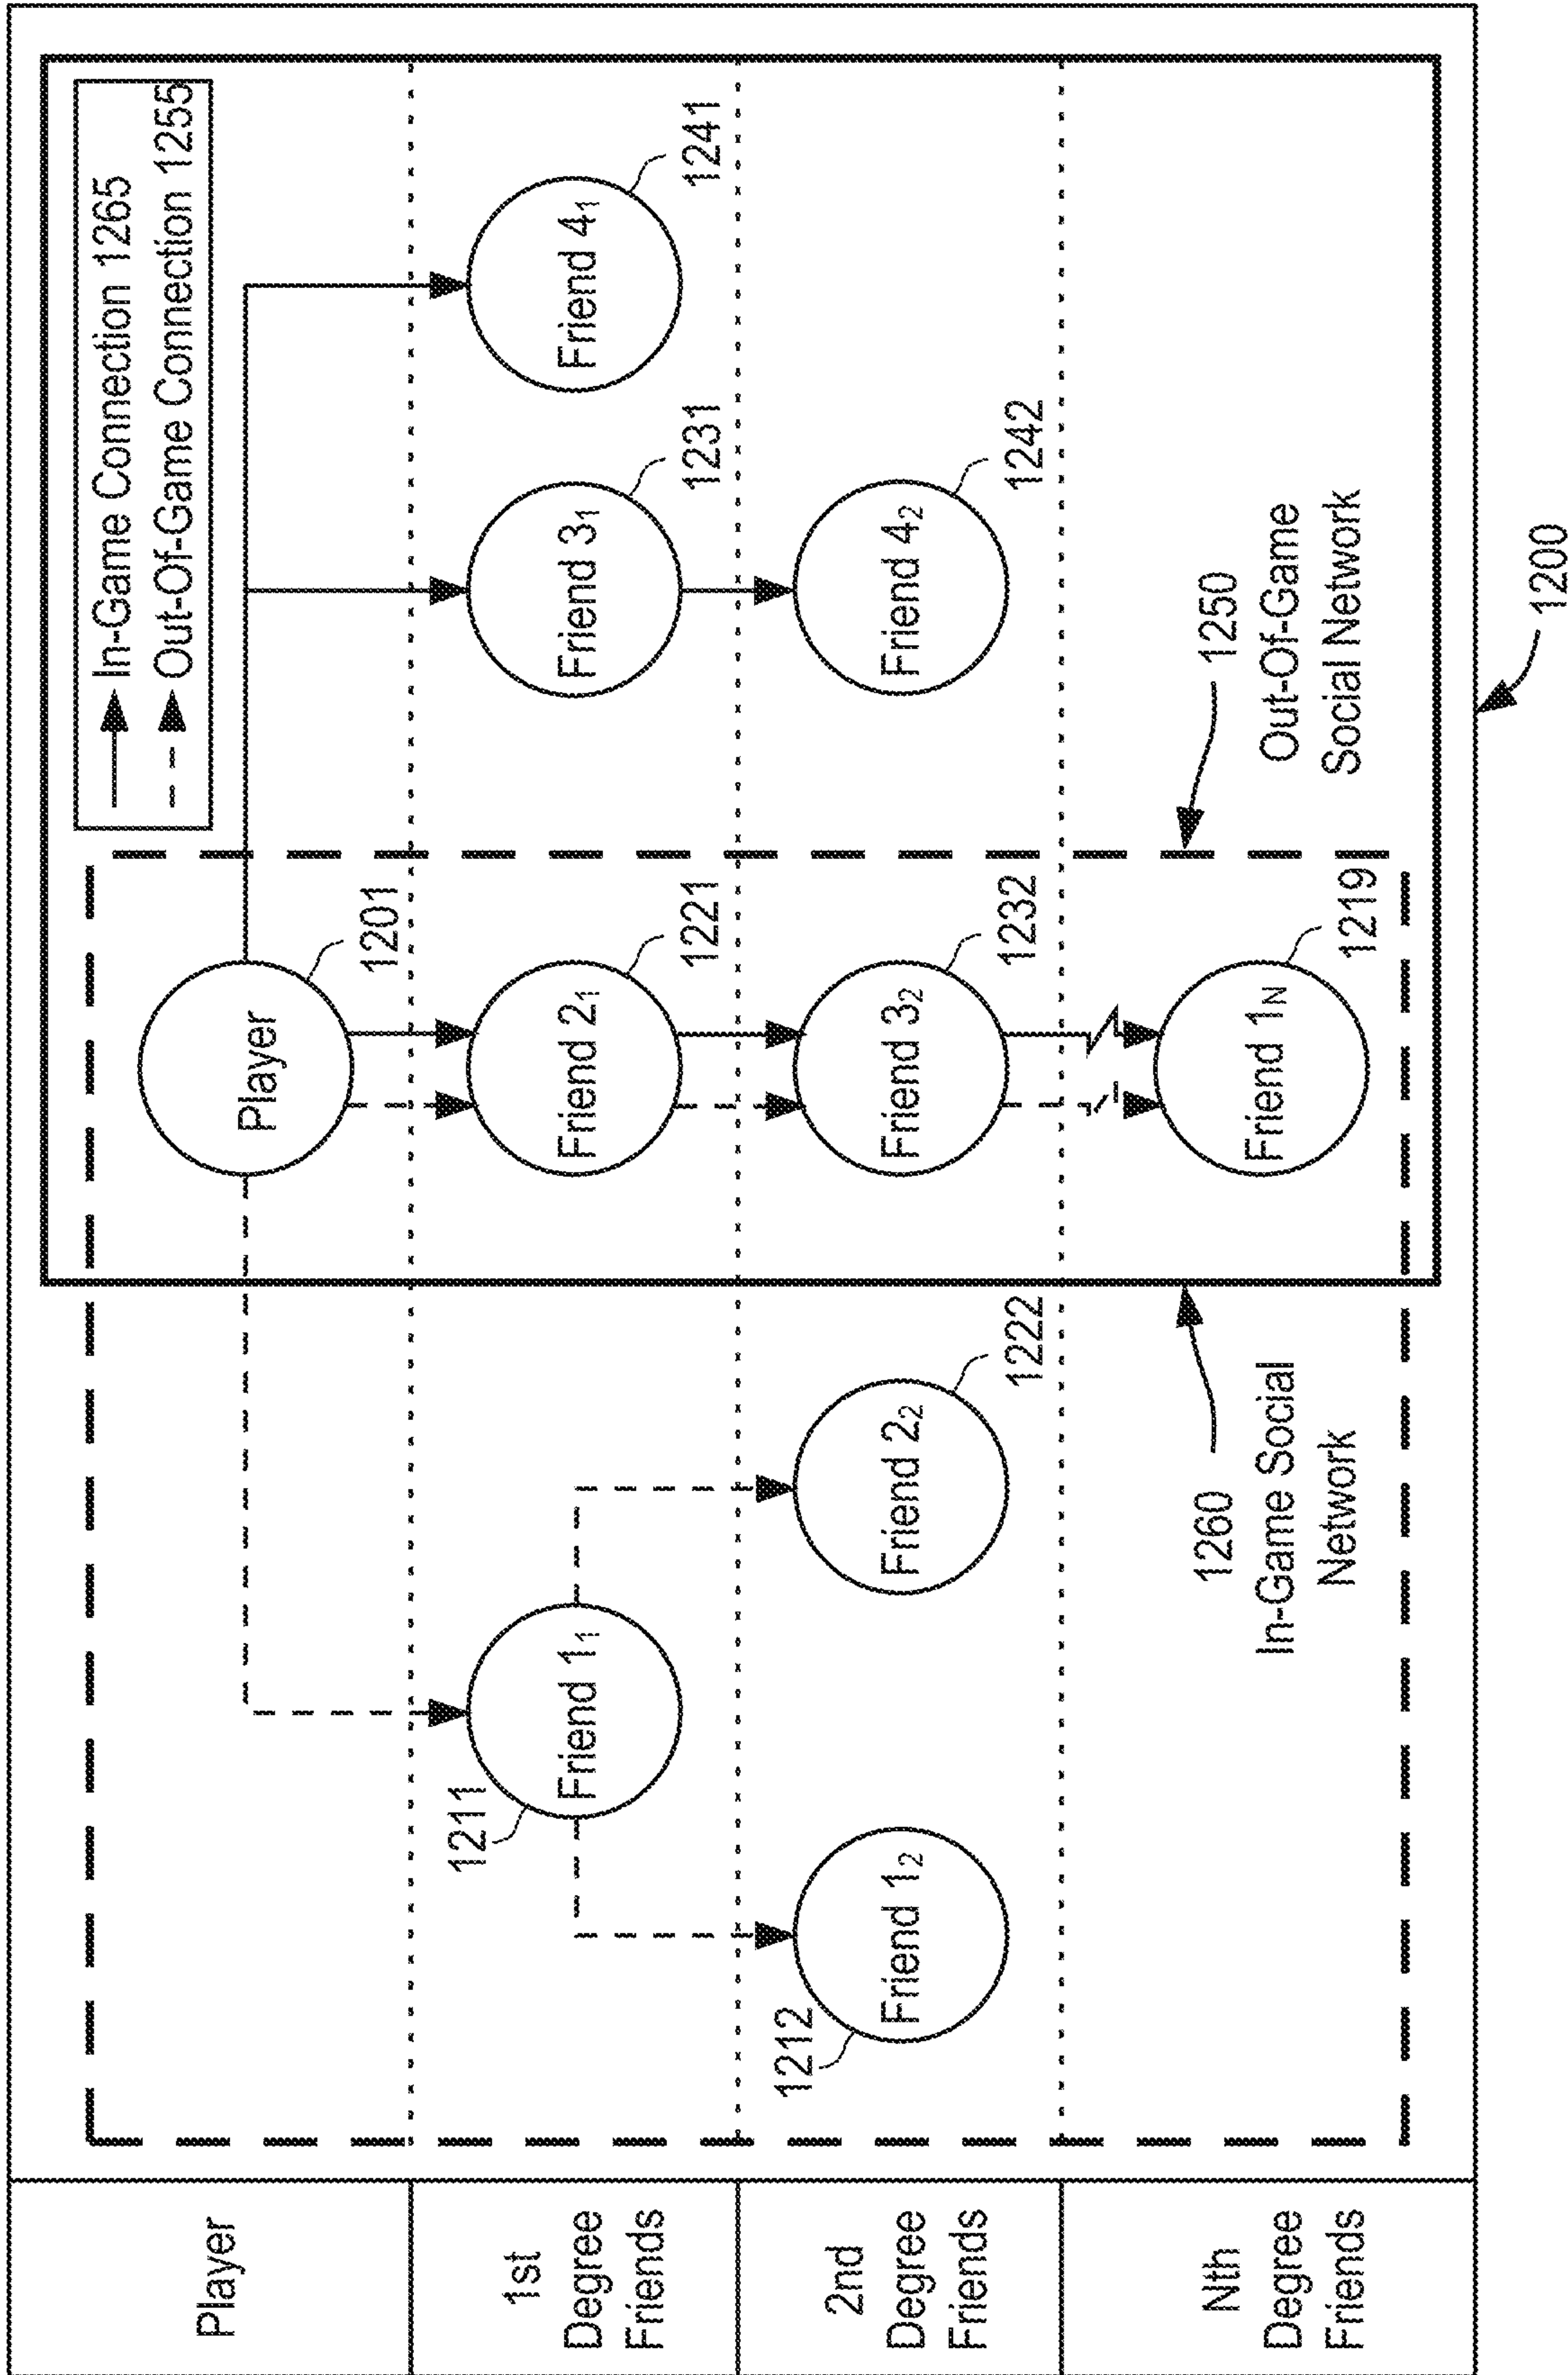 Player
Player
1201
In-Game Connection 1265
Out-Of-Game Connection 1255
1st
Degree
Friends
1211
Friend 1₁
Friend 2₁
1221
Friend 3₁
1231
Friend 4₁
1241
2nd
Degree
Friends
1212
Friend 1₂
Friend 2₂
1222
Friend 3₂
1232
Friend 4₂
1242
Nth
Degree
Friends
1260
In-Game Social
Network
Friend 1N
1219
1250
Out-Of-Game
Social Network
1200